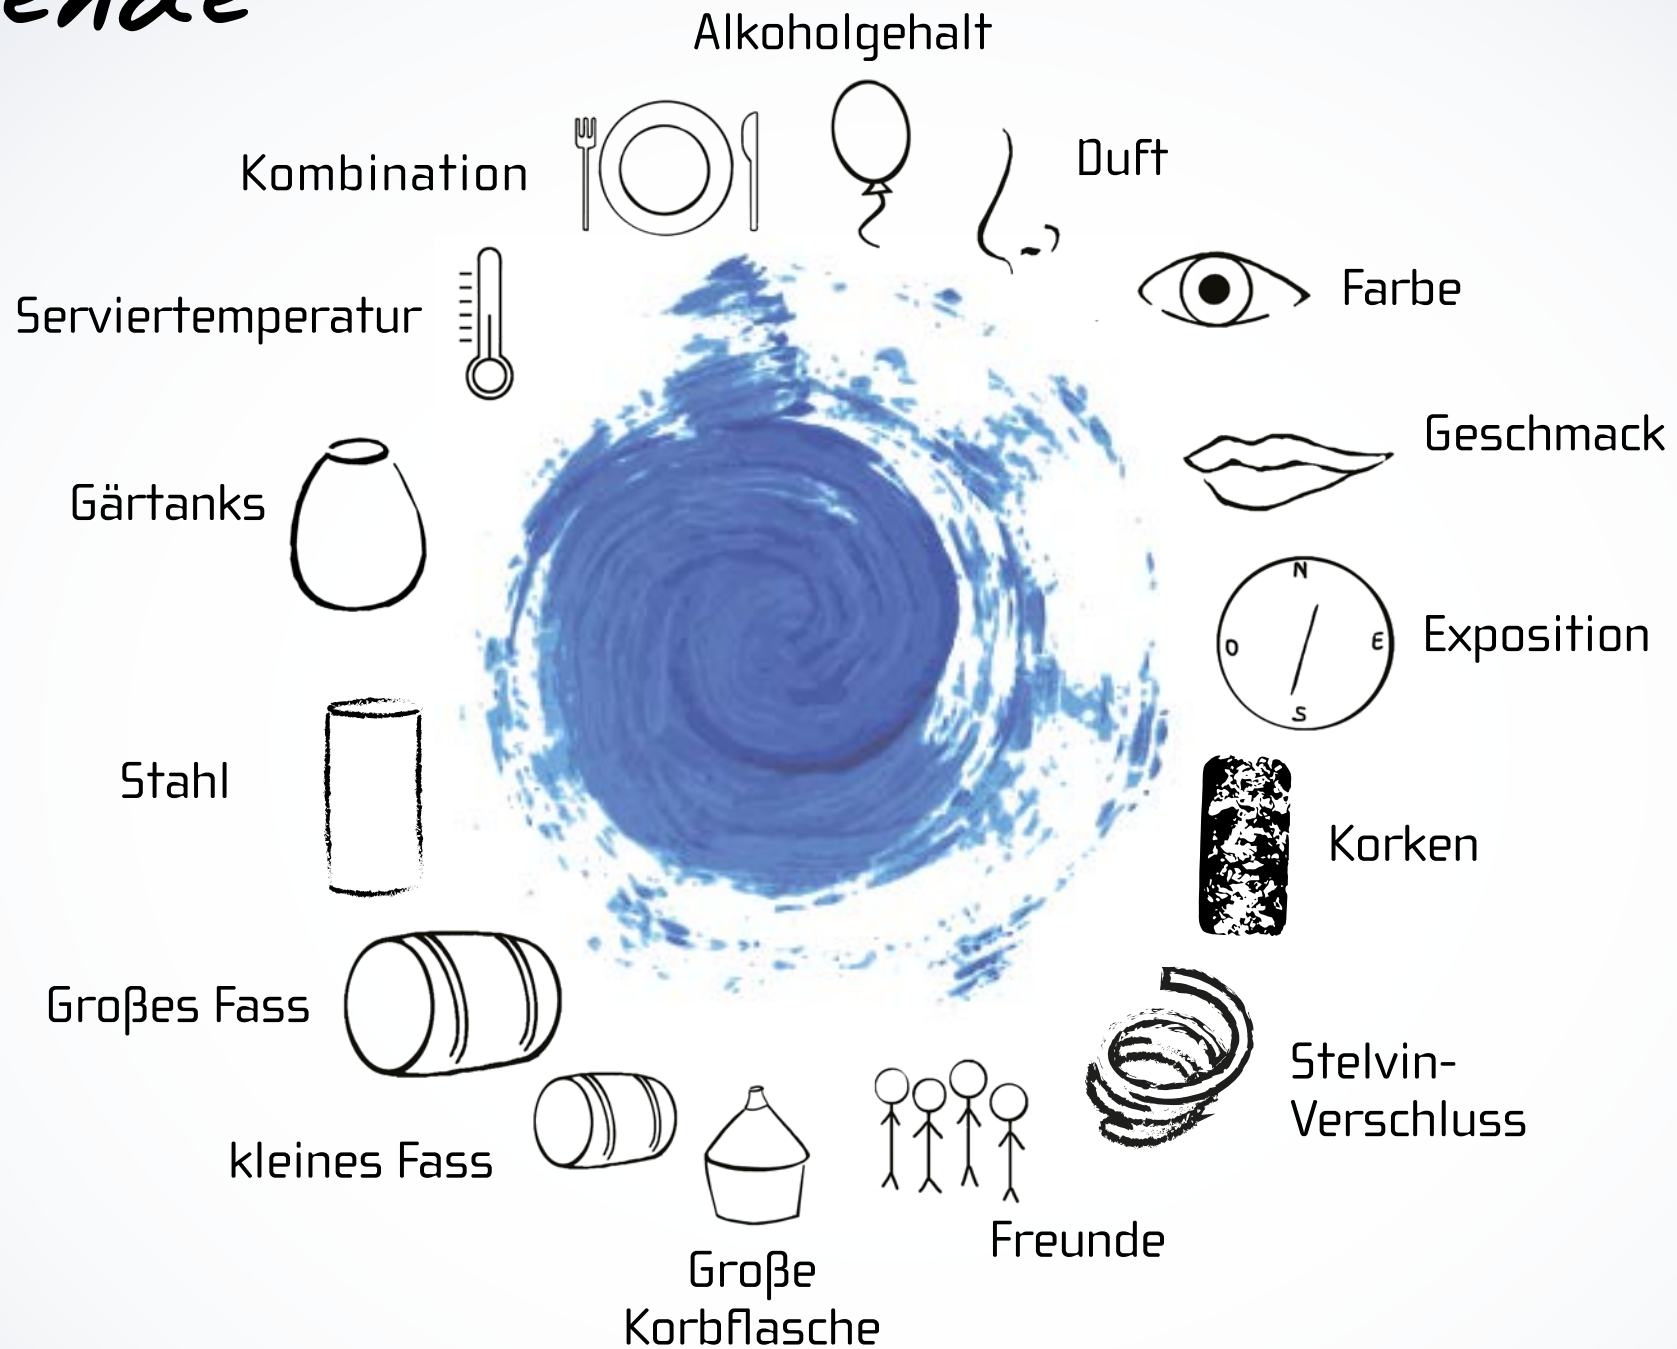 Alkoholgehalt
Duft
Kombination
Farbe
Serviertemperatur
Geschmack
Gärtanks
N
O
E
S
Exposition
Stahl
Korken
Großes Fass
Stelvin-
Verschluss
kleines Fass
Freunde
Große
Korbflasche